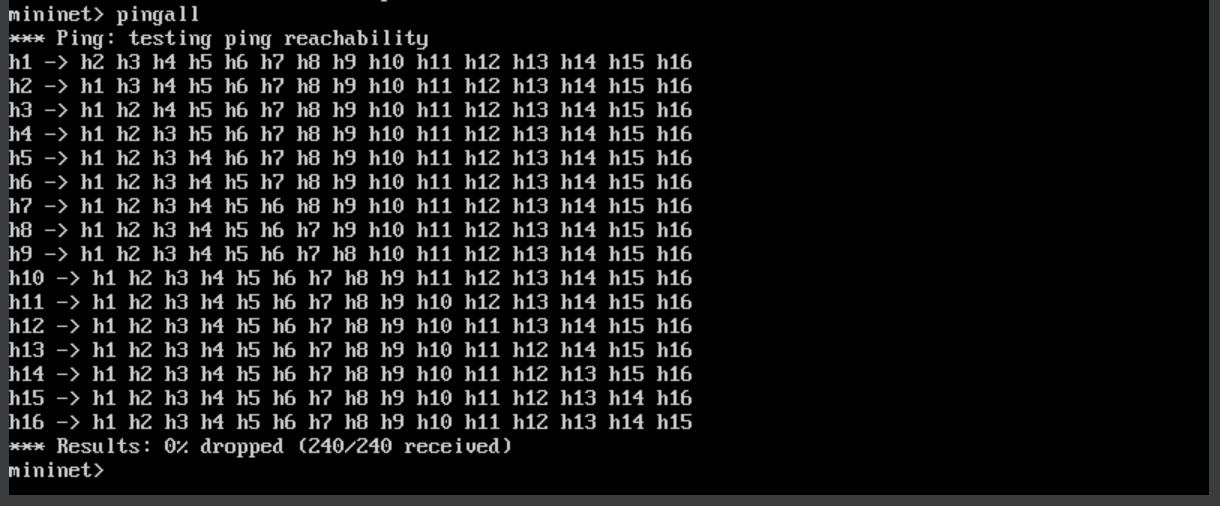 mininet> pingall
*** Ping: testing ping reachability
h1 -> h2 h3 h4 h5 h6 h7 h8 h9 h10 h11 h12 h13 h14 h15 h16
h2 -> h1 h3 h4 h5 h6 h7 h8 h9 h10 h11 h12 h13 h14 h15 h16
h3 -> h1 h2 h4 h5 h6 h7 h8 h9 h10 h11 h12 h13 h14 h15 h16
h4 -> h1 h2 h3 h5 h6 h7 h8 h9 h10 h11 h12 h13 h14 h15 h16
h5 -> h1 h2 h3 h4 h6 h7 h8 h9 h10 h11 h12 h13 h14 h15 h16
h6 -> h1 h2 h3 h4 h5 h7 h8 h9 h10 h11 h12 h13 h14 h15 h16
h7 -> h1 h2 h3 h4 h5 h6 h8 h9 h10 h11 h12 h13 h14 h15 h16
h8 -> h1 h2 h3 h4 h5 h6 h7 h9 h10 h11 h12 h13 h14 h15 h16
h9 -> h1 h2 h3 h4 h5 h6 h7 h8 h10 h11 h12 h13 h14 h15 h16
h10 -> h1 h2 h3 h4 h5 h6 h7 h8 h9 h11 h12 h13 h14 h15 h16
h11 -> h1 h2 h3 h4 h5 h6 h7 h8 h9 h10 h12 h13 h14 h15 h16
h12 -> h1 h2 h3 h4 h5 h6 h7 h8 h9 h10 h11 h13 h14 h15 h16
h13 -> h1 h2 h3 h4 h5 h6 h7 h8 h9 h10 h11 h12 h14 h15 h16
h14 -> h1 h2 h3 h4 h5 h6 h7 h8 h9 h10 h11 h12 h13 h15 h16
h15 -> h1 h2 h3 h4 h5 h6 h7 h8 h9 h10 h11 h12 h13 h14 h16
h16 -> h1 h2 h3 h4 h5 h6 h7 h8 h9 h10 h11 h12 h13 h14 h15
*** Results: 0% dropped (240/240 received)
mininet>